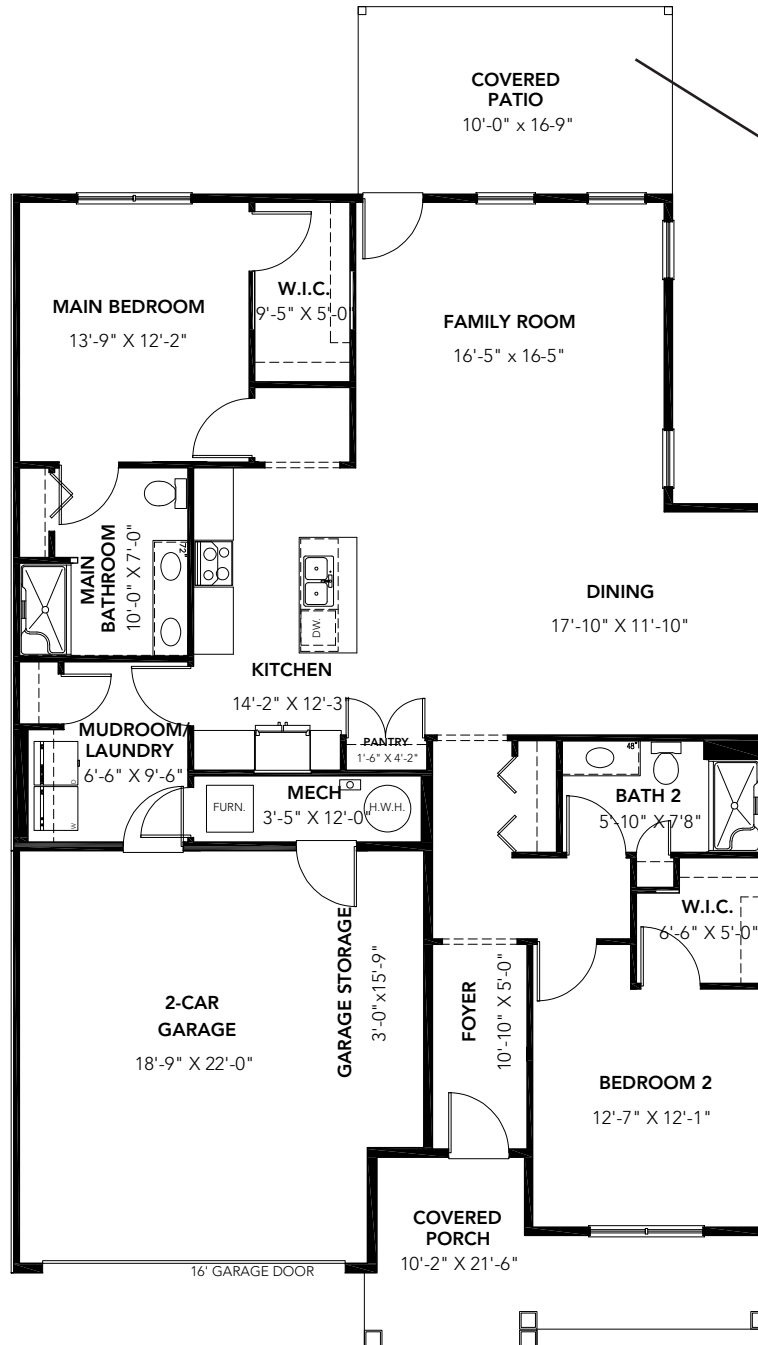 COVERED
PATIO
10'-0" x 16-9"
W.I.C.
9'-5" X 5'-0
MAIN BEDROOM
13'-9" X 12'-2"
FAMILY ROOM
16'-5" x 16-5"
MAIN
BATHROOM
10'-0" X 7'-0"
72"
DW.
DINING
17'-10" X 11'-10"
KITCHEN
14'-2" X 12'-3
MUDROOM/
LAUNDRY
6'-6" X 9'-6"
D
W
PANTRY
1'-6" X 4'-2"
FURN.
MECH
3'-5" X 12'-0"
H.W.H.
48"
BATH 2
5'-10" X 7'8"
W.I.C.
6'-6" X 5'-0"
2-CAR
GARAGE
18'-9" X 22'-0"
GARAGE STORAGE
3'-0"x15'-9"
FOYER
10'-10" X 5'-0"
BEDROOM 2
12'-7" X 12'-1"
COVERED
PORCH
10'-2" X 21'-6"
16' GARAGE DOOR